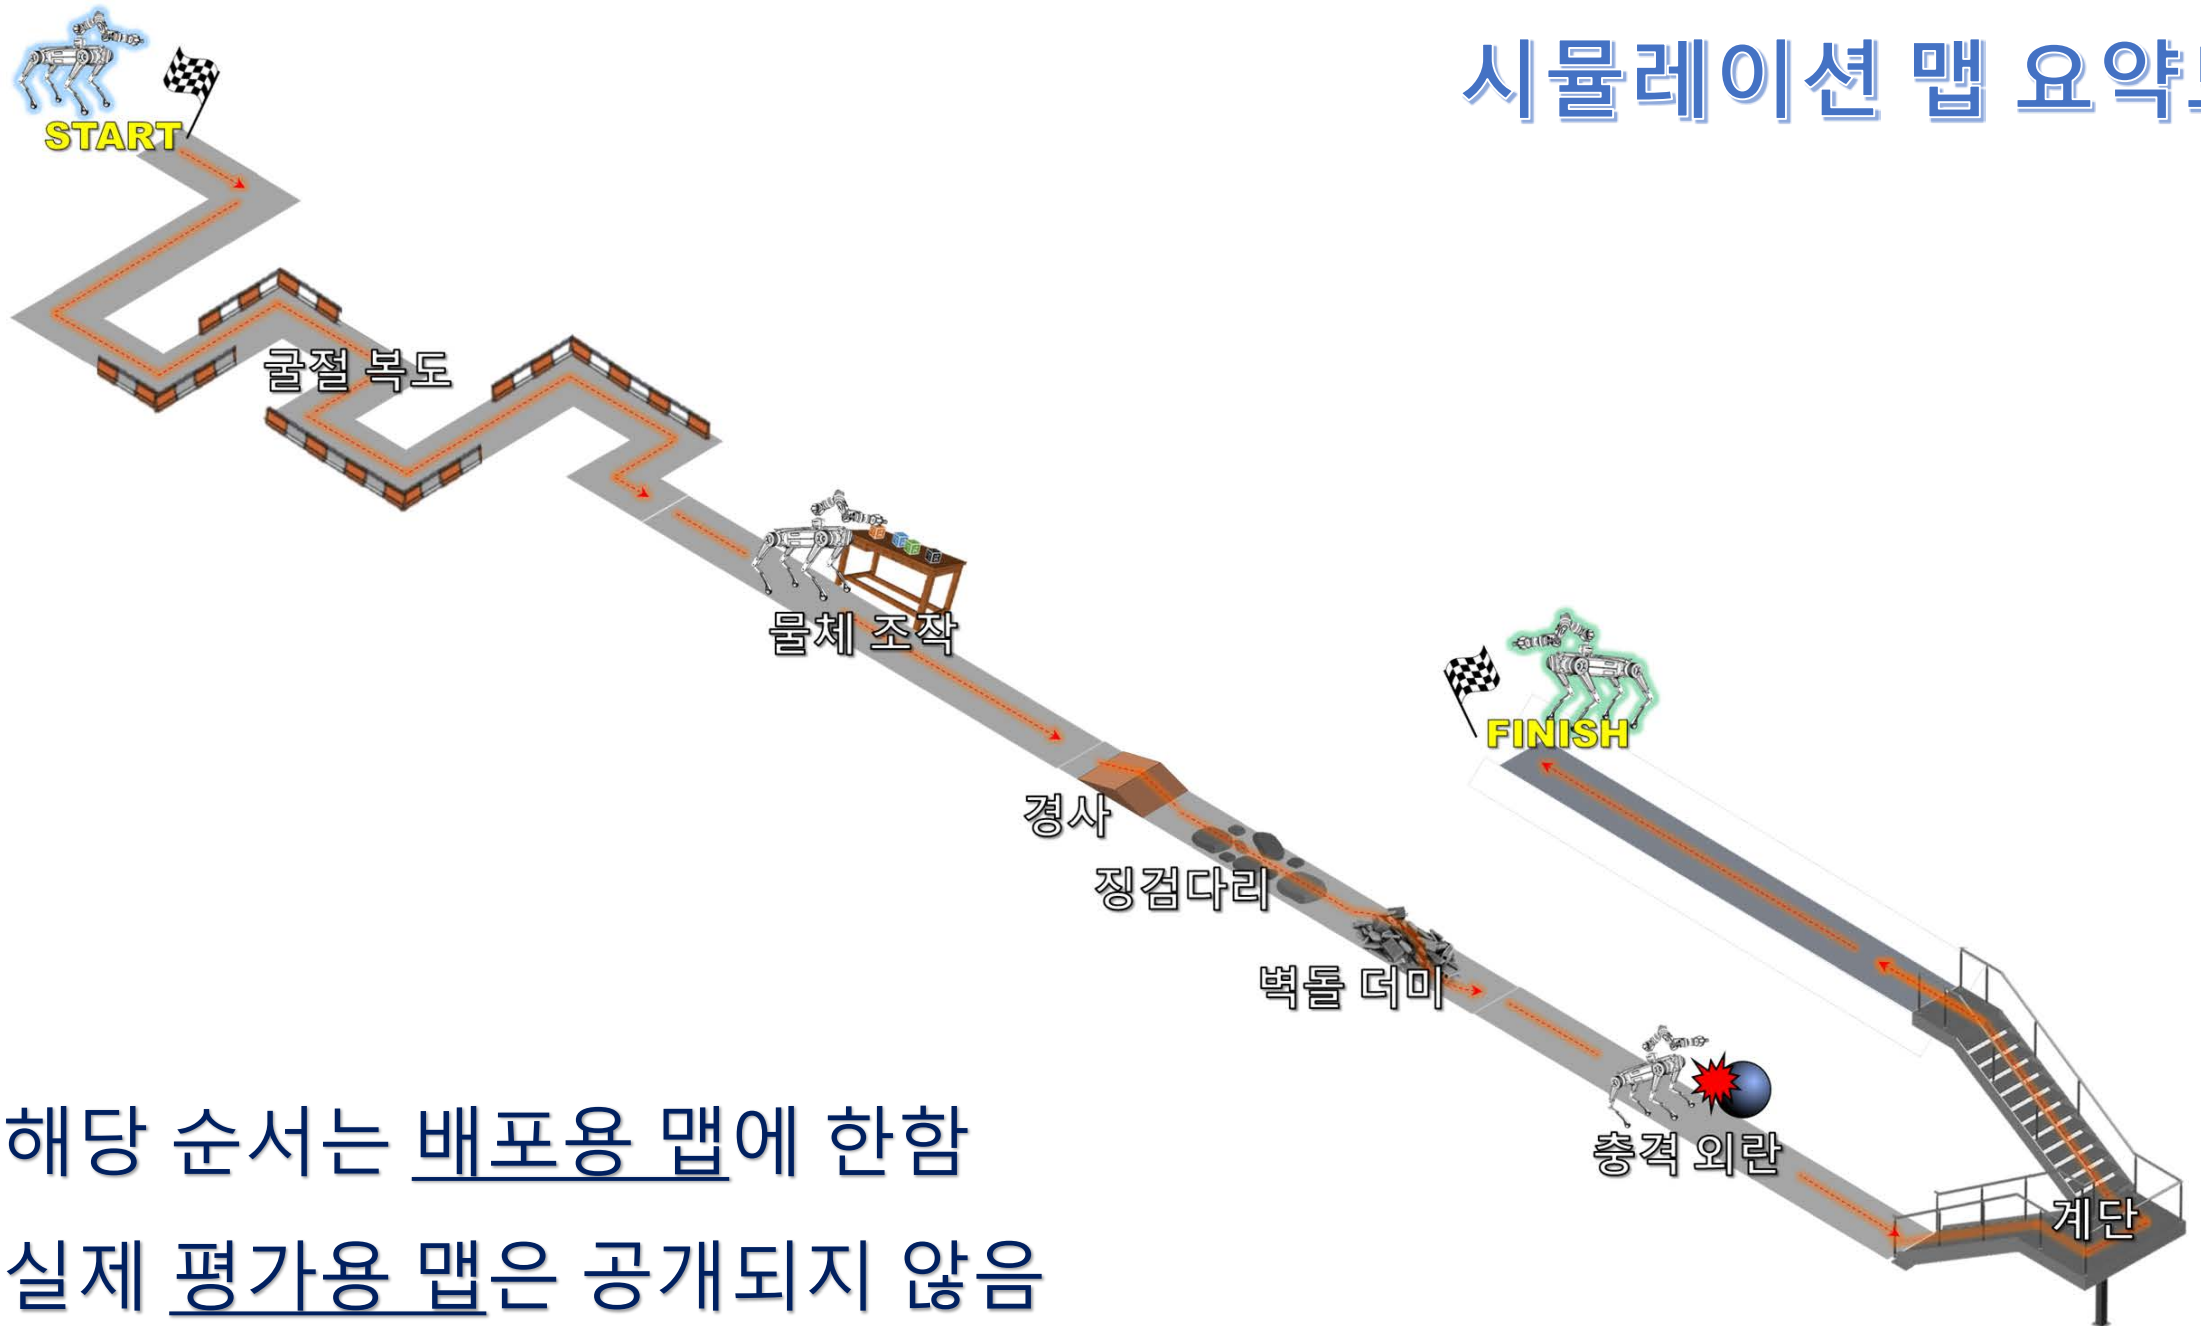 시뮬레이션 맵 요약
START
굴절 복도
물체 조작
경사
징검다리
벽돌 더미
충격 외란
계단
FINISH
해당 순서는 배포용 맵에 한함
실제 평가용 맵은 공개되지 않음